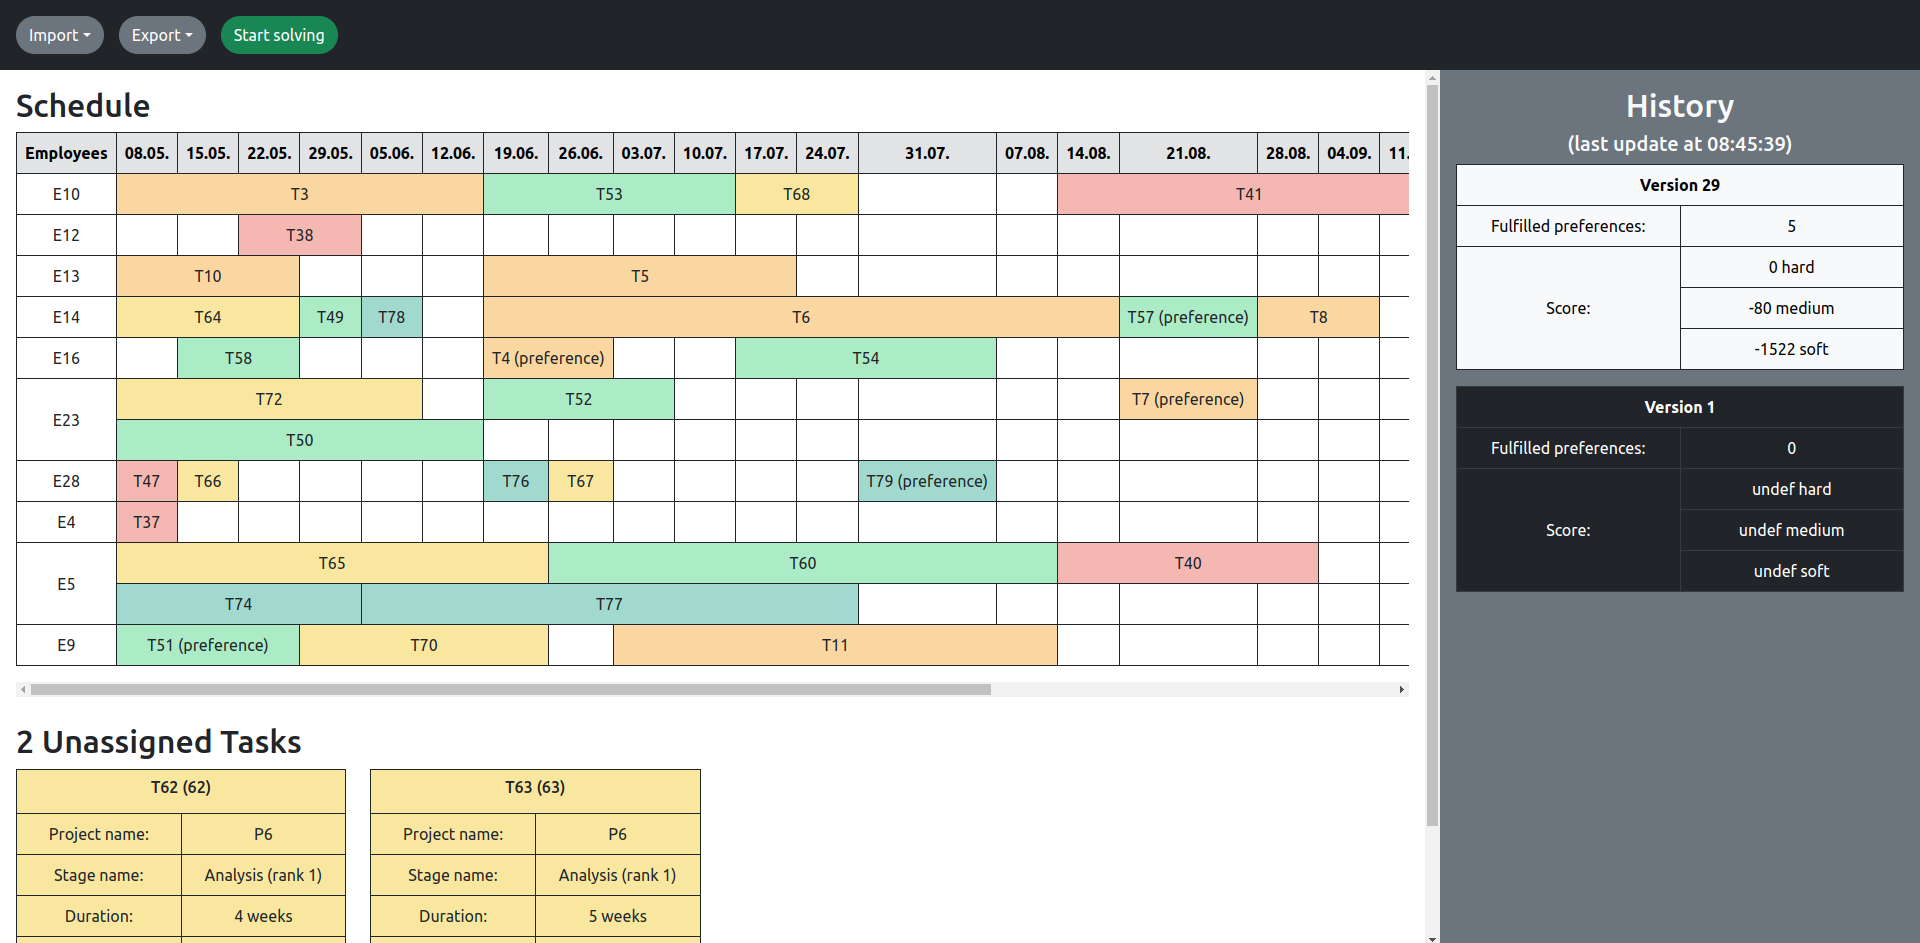 Import Export Start solving
Schedule
Employees 08.05. 15.05. 22.05. 29.05. 05.06. 12.06. 19.06. 26.06. 03.07. 10.07. 17.07. 24.07. 31.07. 07.08. 14.08. 21.08. 28.08. 04.09. 11.
E10 T3 T53 T68 T41
E12 T38
E13 T10 T5
E14 T64 T49 T78 T6 T57 (preference) T8
E16 T58 T4 (preference) T54
E23
T72 T52 T7 (preference)
T50
E28 T47 T66 T76 T67 T79 (preference)
E4 T37
E5
T65 T60 T40
T74 T77
E9 T51 (preference) T70 T11
2 Unassigned Tasks
T62 (62)
Project name: P6
Stage name: Analysis (rank 1)
Duration: 4 weeks
T63 (63)
Project name: P6
Stage name: Analysis (rank 1)
Duration: 5 weeks
History
(last update at 08:45:39)
Version 29
Fulfilled preferences: 5
Score:
0 hard
-80 medium
-1522 soft
Version 1
Fulfilled preferences: 0
Score:
undef hard
undef medium
undef soft